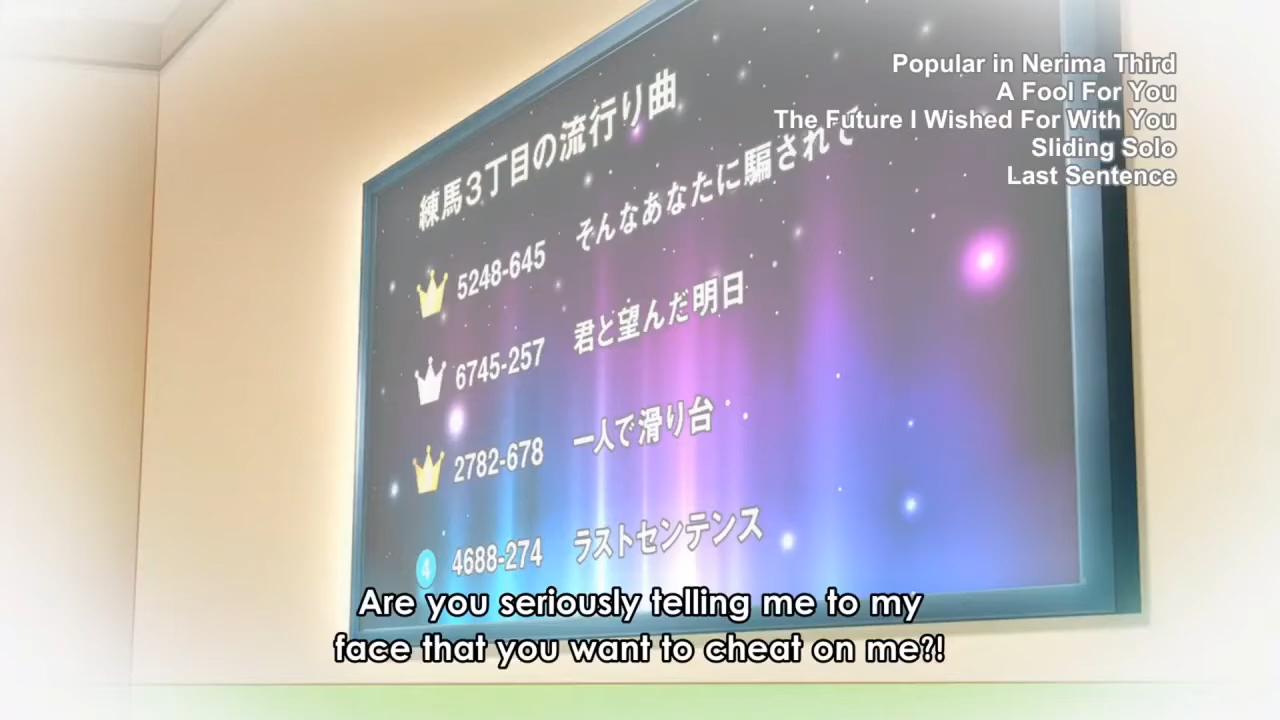 Popular in Nerima Third
A Fool For You
The Future I Wished For With You
Sliding Solo
Last Sentence
練馬3丁目の流行り曲
5248-645 そんなあなたに騙されて
6745-257 君と望んだ明日
2782-678 一人で滑り台
4 4688-274 ラストセンテンス
Are you seriously telling me to my
face that you want to cheat on me?!